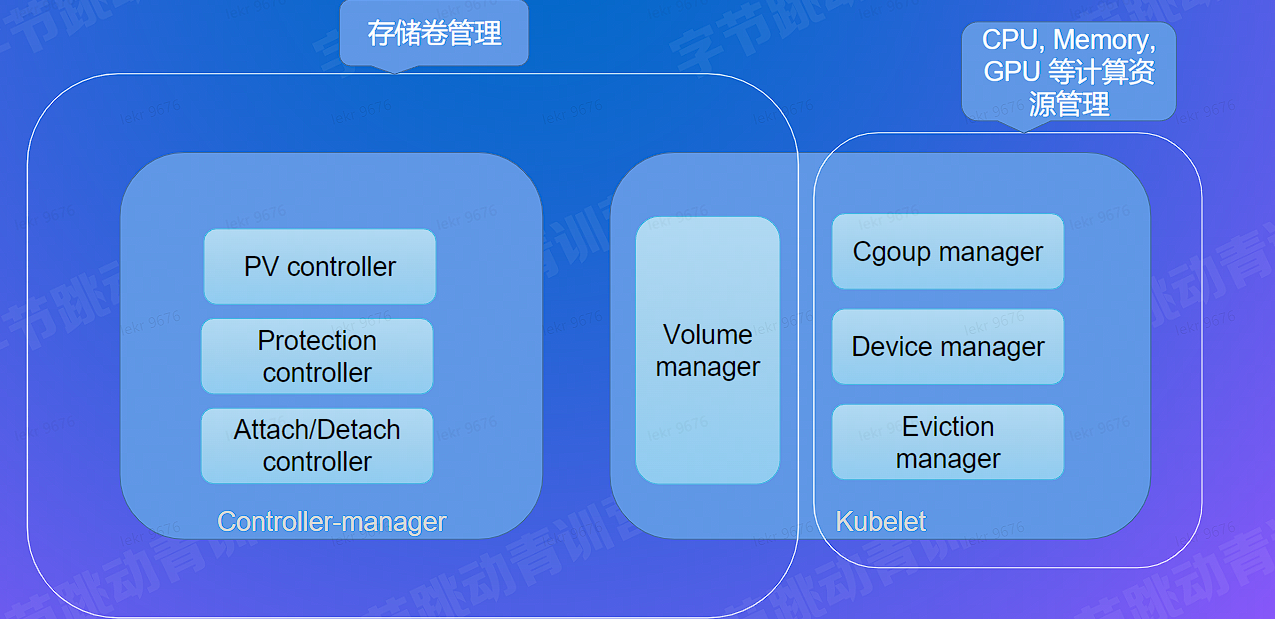 存储卷管理
CPU, Memory,
GPU 等计算资
源管理
PV controller
Protection
controller
Attach/Detach
controller
Controller-manager
Volume
manager
Cgoup manager
Device manager
Eviction
manager
Kubelet
字节跳动青训营
lekr 9676